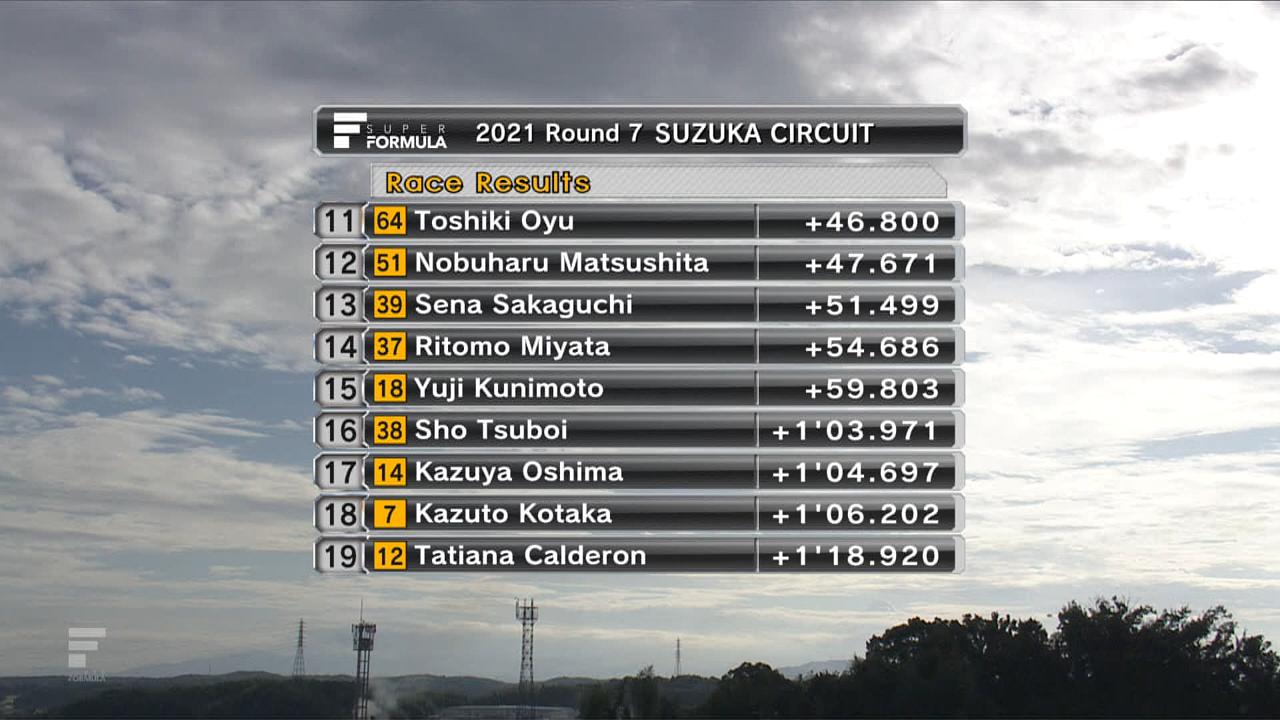 SUPER FORMULA 2021 Round 7 SUZUKA CIRCUIT
Race Results
11 64 Toshiki Oyu +46.800
12 51 Nobuharu Matsushita +47.671
13 39 Sena Sakaguchi +51.499
14 37 Ritomo Miyata +54.686
15 18 Yuji Kunimoto +59.803
16 38 Sho Tsuboi +1'03.971
17 14 Kazuya Oshima +1'04.697
18 7 Kazuto Kotaka +1'06.202
19 12 Tatiana Calderon +1'18.920
FORMULA